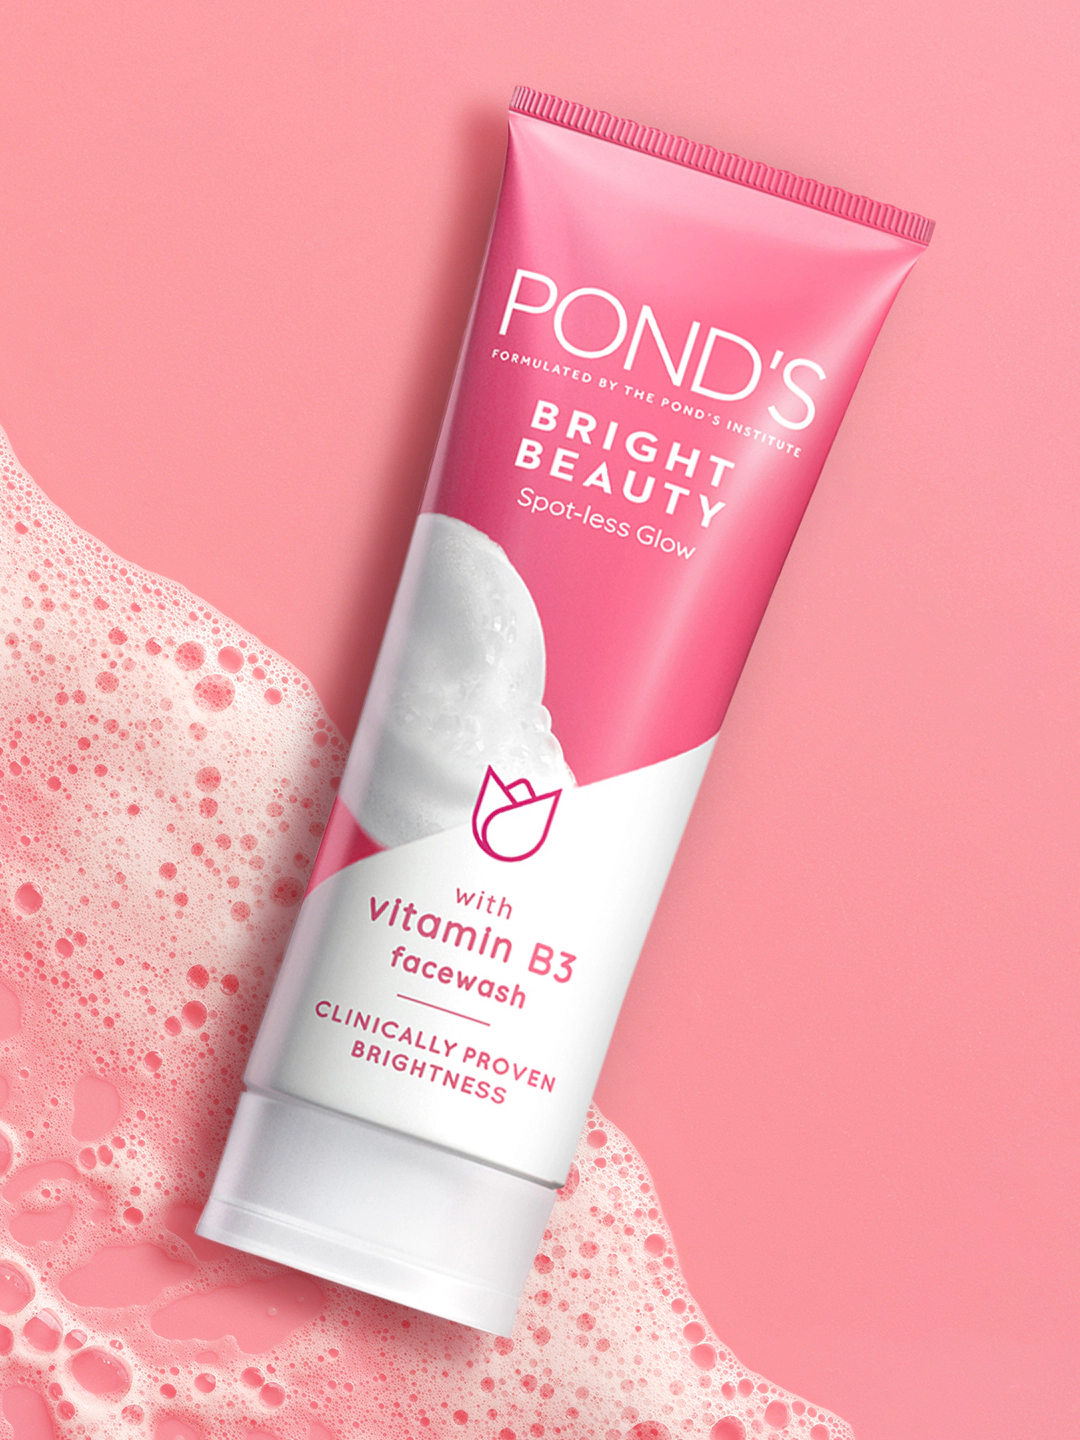 POND'S
FORMULATED BY THE POND'S INSTITUTE
BRIGHT
BEAUTY
Spot-less Glow
with
vitamin B3
facewash
CLINICALLY PROVEN
BRIGHTNESS